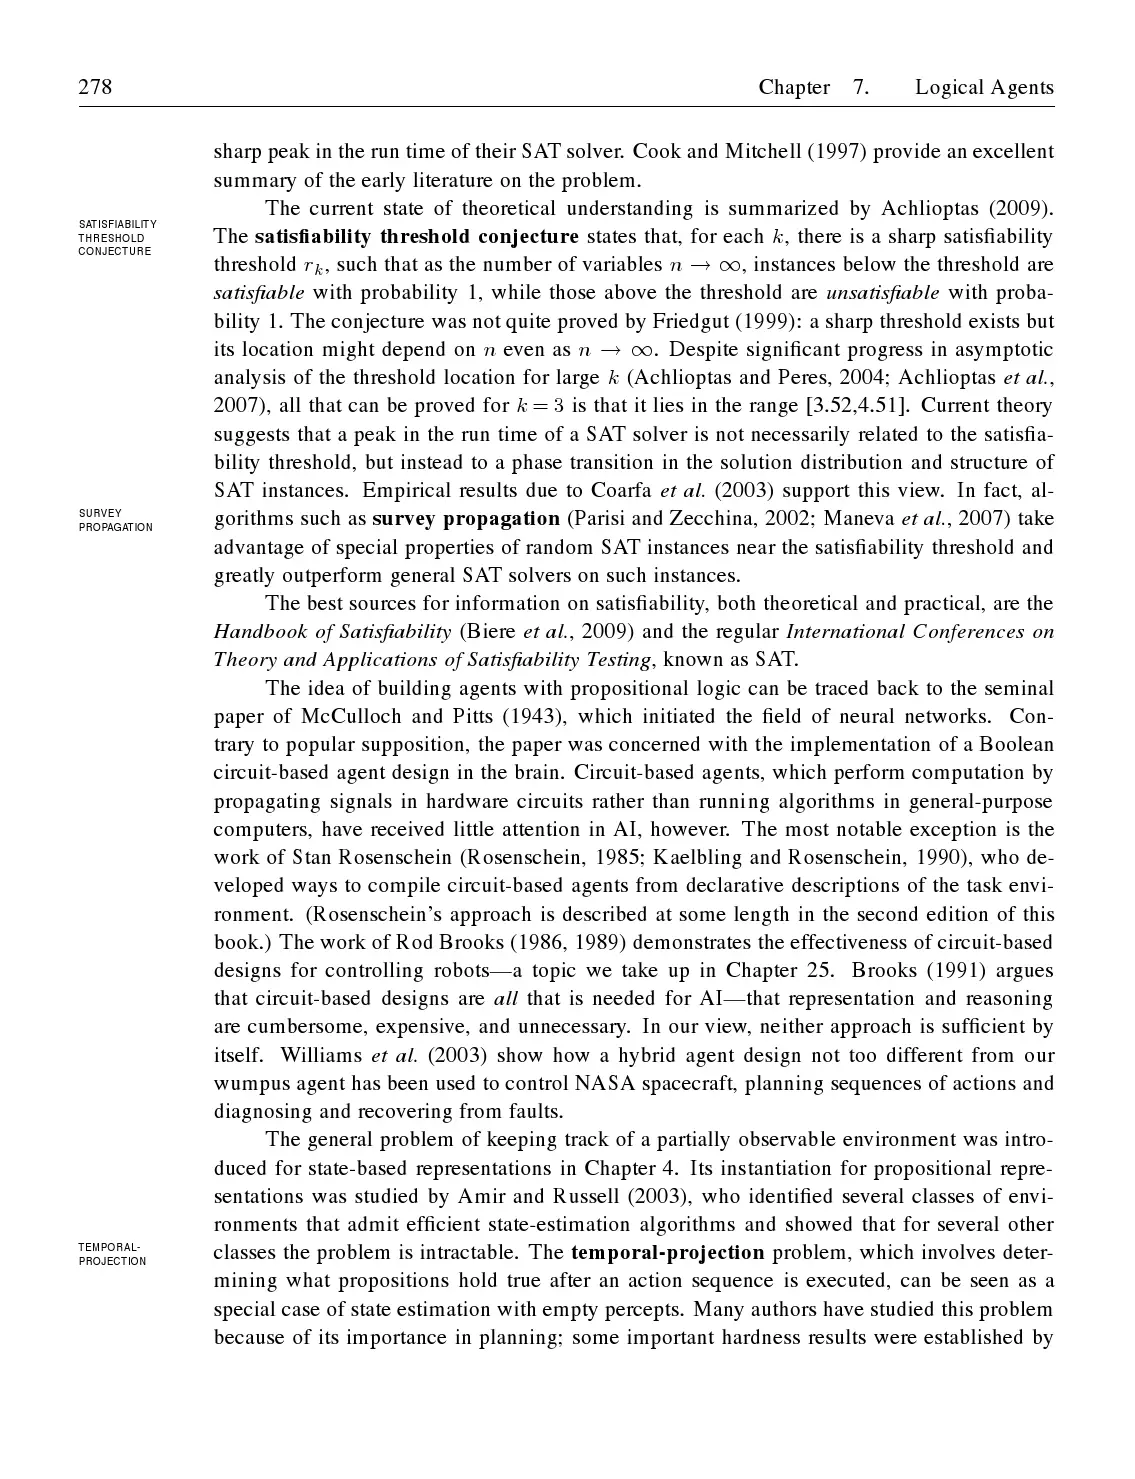 278 Chapter 7. Logical Agents
sharp peak in the run time of their SAT solver. Cook and Mitchell (1997) provide an excellent
summary of the early literature on the problem.
The current state of theoretical understanding is summarized by Achlioptas (2009).
SATISFIABILITY
THRESHOLD
CONJECTURE
The satisfiability threshold conjecture states that, for each k, there is a sharp satisfiability
threshold rₖ, such that as the number of variables n → ∞, instances below the threshold are
satisfiable with probability 1, while those above the threshold are unsatisfiable with proba-
bility 1. The conjecture was not quite proved by Friedgut (1999): a sharp threshold exists but
its location might depend on n even as n → ∞. Despite significant progress in asymptotic
analysis of the threshold location for large k (Achlioptas and Peres, 2004; Achlioptas et al.,
2007), all that can be proved for k = 3 is that it lies in the range [3.52,4.51]. Current theory
suggests that a peak in the run time of a SAT solver is not necessarily related to the satisfia-
bility threshold, but instead to a phase transition in the solution distribution and structure of
SAT instances. Empirical results due to Coarfa et al. (2003) support this view. In fact, al-
SURVEY
PROPAGATION
gorithms such as survey propagation (Parisi and Zecchina, 2002; Maneva et al., 2007) take
advantage of special properties of random SAT instances near the satisfiability threshold and
greatly outperform general SAT solvers on such instances.
The best sources for information on satisfiability, both theoretical and practical, are the
Handbook of Satisfiability (Biere et al., 2009) and the regular International Conferences on
Theory and Applications of Satisfiability Testing, known as SAT.
The idea of building agents with propositional logic can be traced back to the seminal
paper of McCulloch and Pitts (1943), which initiated the field of neural networks. Con-
trary to popular supposition, the paper was concerned with the implementation of a Boolean
circuit-based agent design in the brain. Circuit-based agents, which perform computation by
propagating signals in hardware circuits rather than running algorithms in general-purpose
computers, have received little attention in AI, however. The most notable exception is the
work of Stan Rosenschein (Rosenschein, 1985; Kaelbling and Rosenschein, 1990), who de-
veloped ways to compile circuit-based agents from declarative descriptions of the task envi-
ronment. (Rosenschein's approach is described at some length in the second edition of this
book.) The work of Rod Brooks (1986, 1989) demonstrates the effectiveness of circuit-based
designs for controlling robots—a topic we take up in Chapter 25. Brooks (1991) argues
that circuit-based designs are all that is needed for AI—that representation and reasoning
are cumbersome, expensive, and unnecessary. In our view, neither approach is sufficient by
itself. Williams et al. (2003) show how a hybrid agent design not too different from our
wumpus agent has been used to control NASA spacecraft, planning sequences of actions and
diagnosing and recovering from faults.
The general problem of keeping track of a partially observable environment was intro-
duced for state-based representations in Chapter 4. Its instantiation for propositional repre-
sentations was studied by Amir and Russell (2003), who identified several classes of envi-
ronments that admit efficient state-estimation algorithms and showed that for several other
TEMPORAL-
PROJECTION
classes the problem is intractable. The temporal-projection problem, which involves deter-
mining what propositions hold true after an action sequence is executed, can be seen as a
special case of state estimation with empty percepts. Many authors have studied this problem
because of its importance in planning; some important hardness results were established by